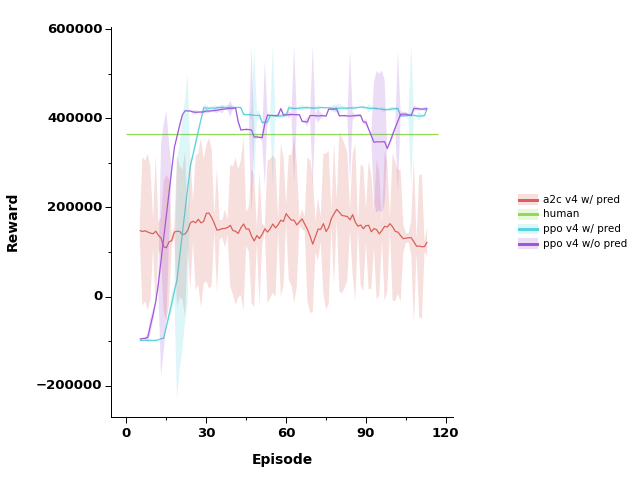 600000
400000
200000
0
−200000
0 30 60 90 120
Reward
Episode
a2c v4 w/ pred
human
ppo v4 w/ pred
ppo v4 w/o pred